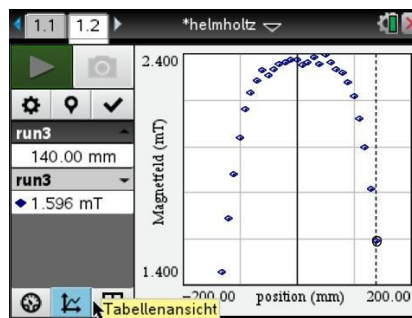 1.1 1.2 *helmholtz
run3
140.00 mm
run3
1.596 mT
2.400
Magnetfeld (mT)
1.400
-200.00 position (mm) 200.00
Tabellenansicht